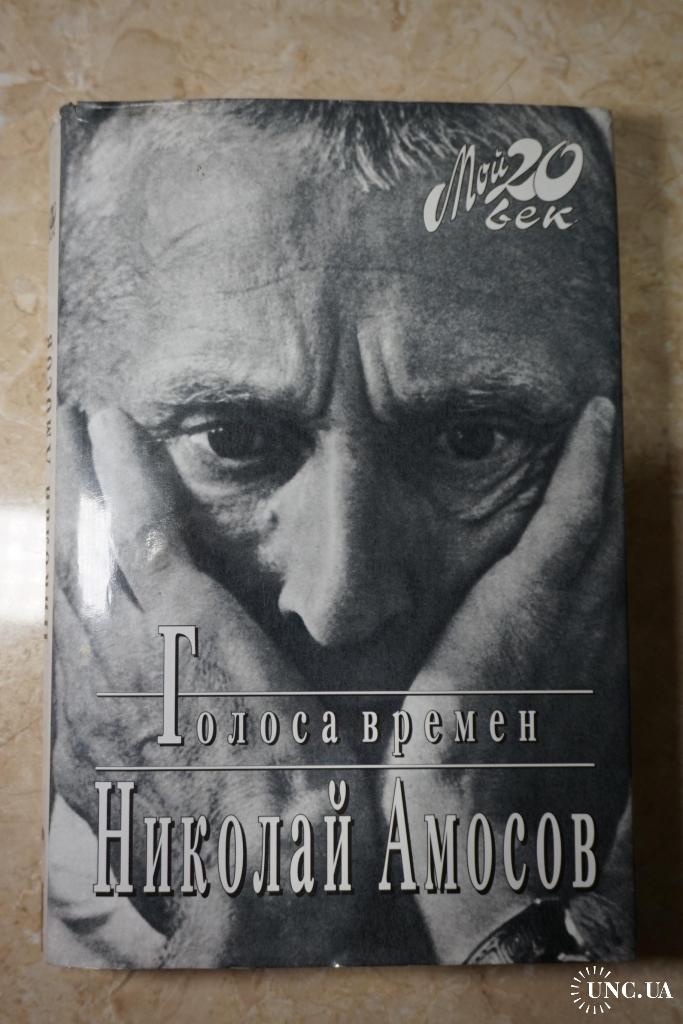 Мой 20
век
Голоса времен
Николай Амосов
Николай Амосов
UNC.UA